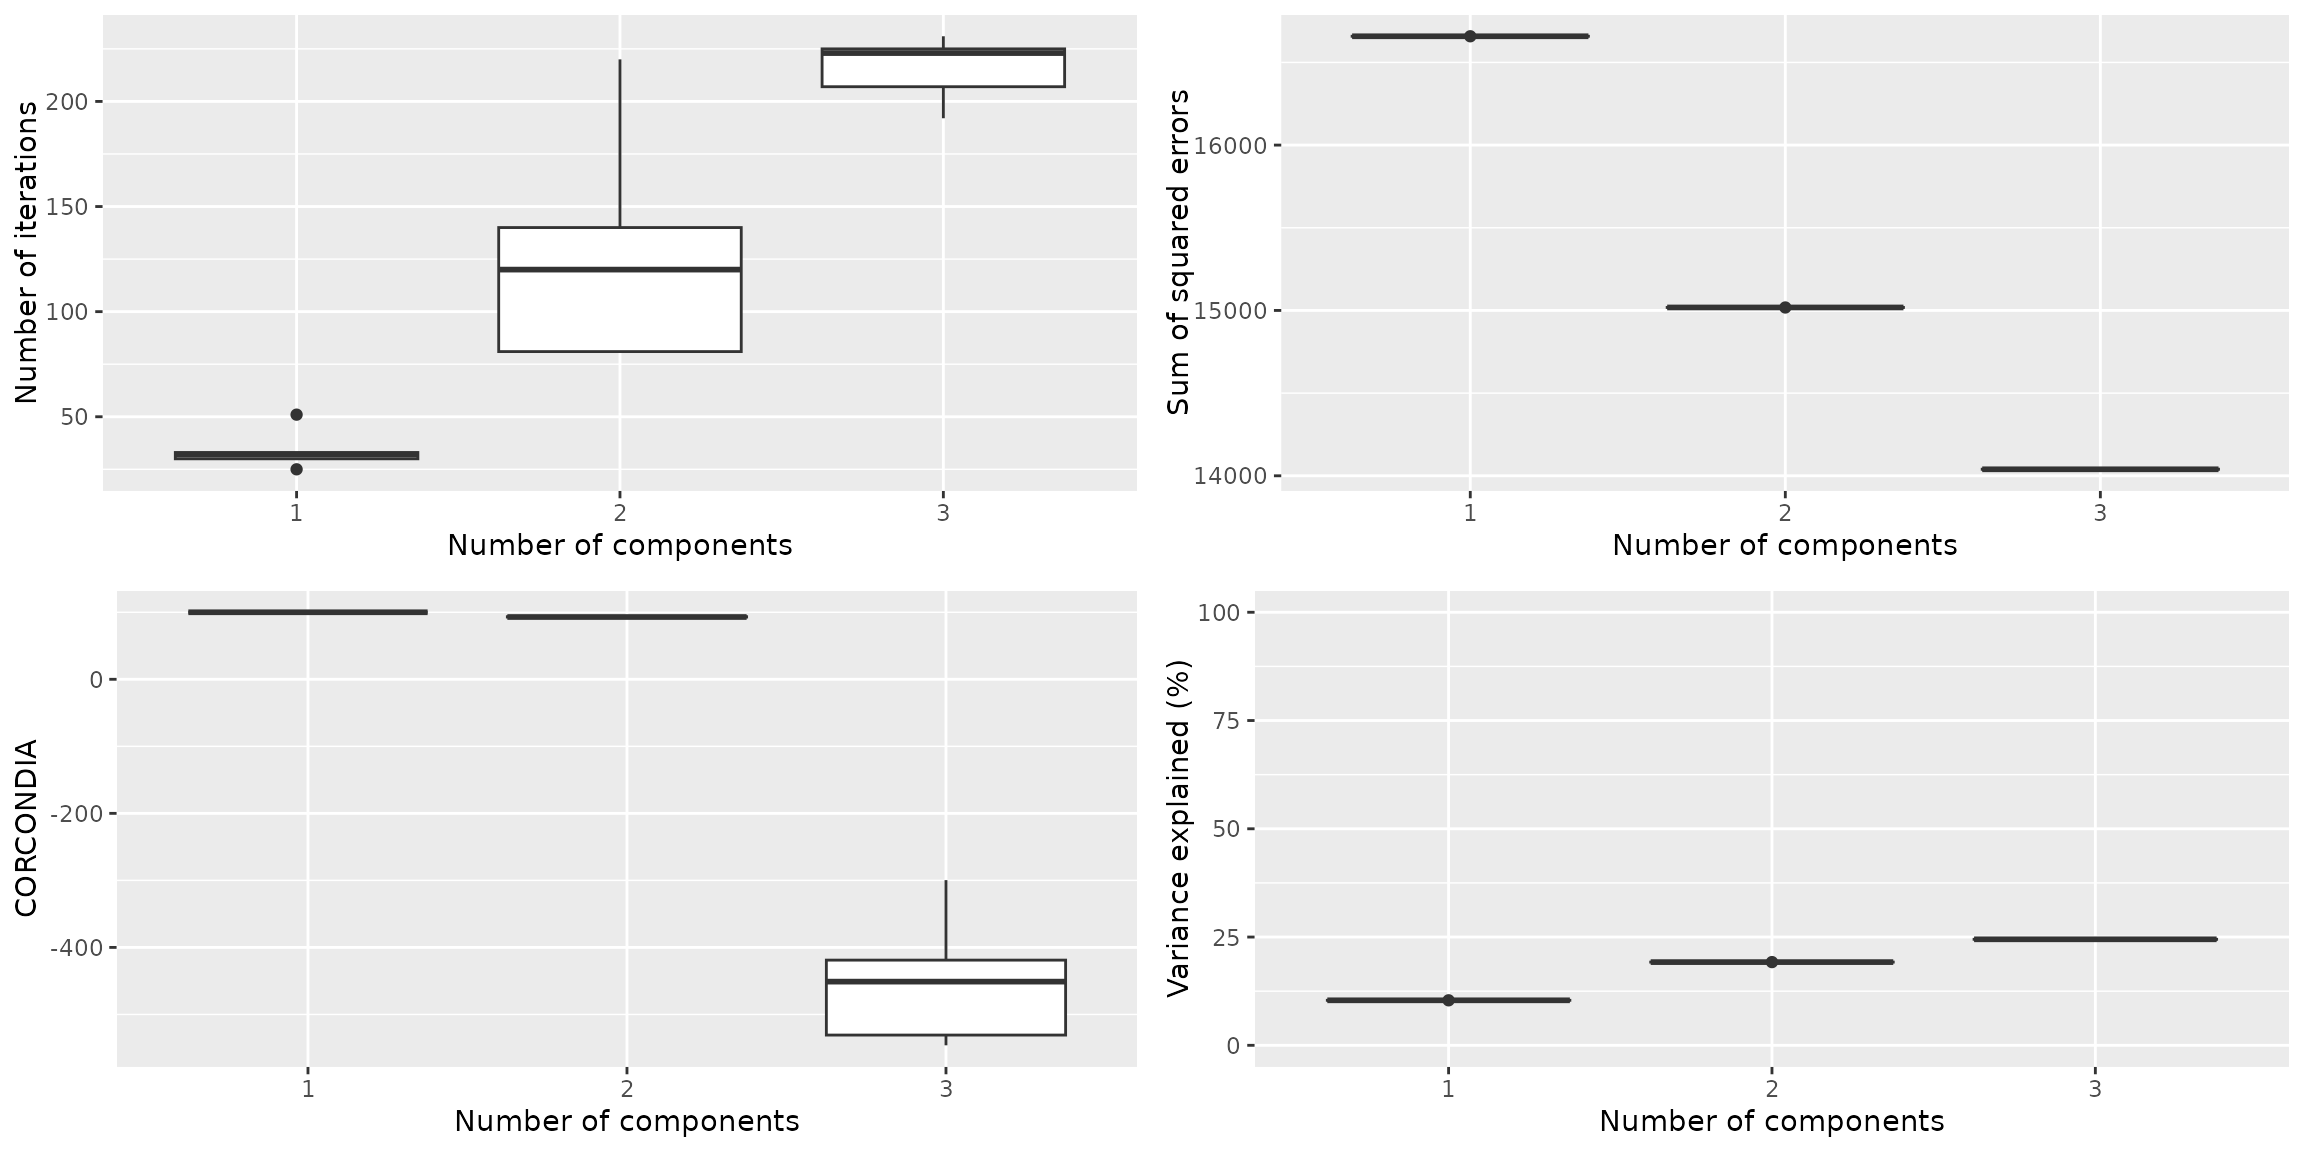 Number of iterations
200
150
100
50
1 2 3
Number of components
Sum of squared errors
16000
15000
14000
1 2 3
Number of components
CORCONDIA
0
-200
-400
1 2 3
Number of components
Variance explained (%)
100
75
50
25
0
1 2 3
Number of components